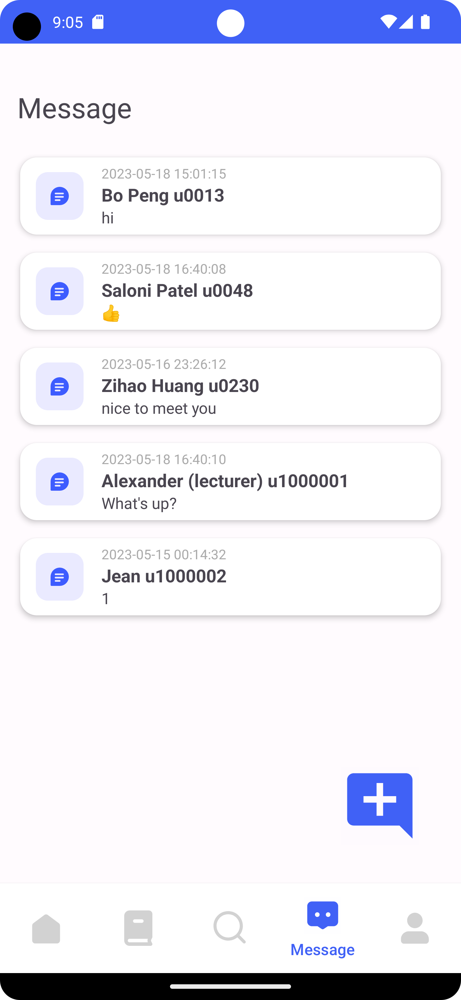 9:05
Message
2023-05-18 15:01:15
Bo Peng u0013
hi
2023-05-18 16:40:08
Saloni Patel u0048
👍
2023-05-16 23:26:12
Zihao Huang u0230
nice to meet you
2023-05-18 16:40:10
Alexander (lecturer) u1000001
What's up?
2023-05-15 00:14:32
Jean u1000002
1
Message